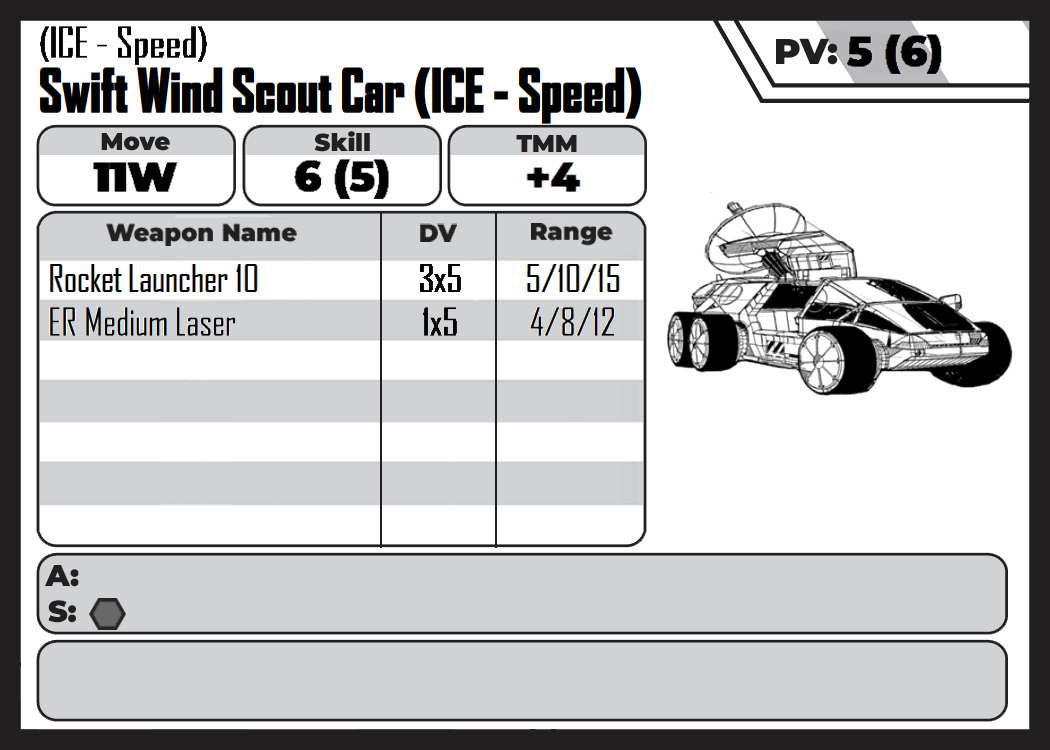 (ICE - Speed)
PV: 5 (6)
Swift Wind Scout Car (ICE - Speed)
Move Skill TMM
11W 6 (5) +4
Weapon Name DV Range
Rocket Launcher 10 3x5 5/10/15
ER Medium Laser 1x5 4/8/12
A:
S: